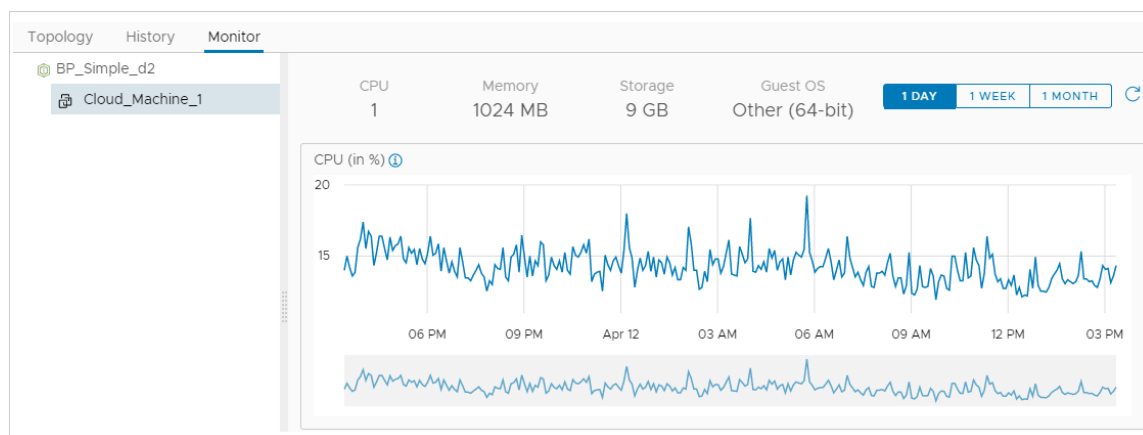 Topology History Monitor
BP_Simple_d2
Cloud_Machine_1
CPU Memory Storage Guest OS
1 1024 MB 9 GB Other (64-bit)
1 DAY 1 WEEK 1 MONTH
CPU (in %)
20
15
06 PM 09 PM Apr 12 03 AM 06 AM 09 AM 12 PM 03 PM